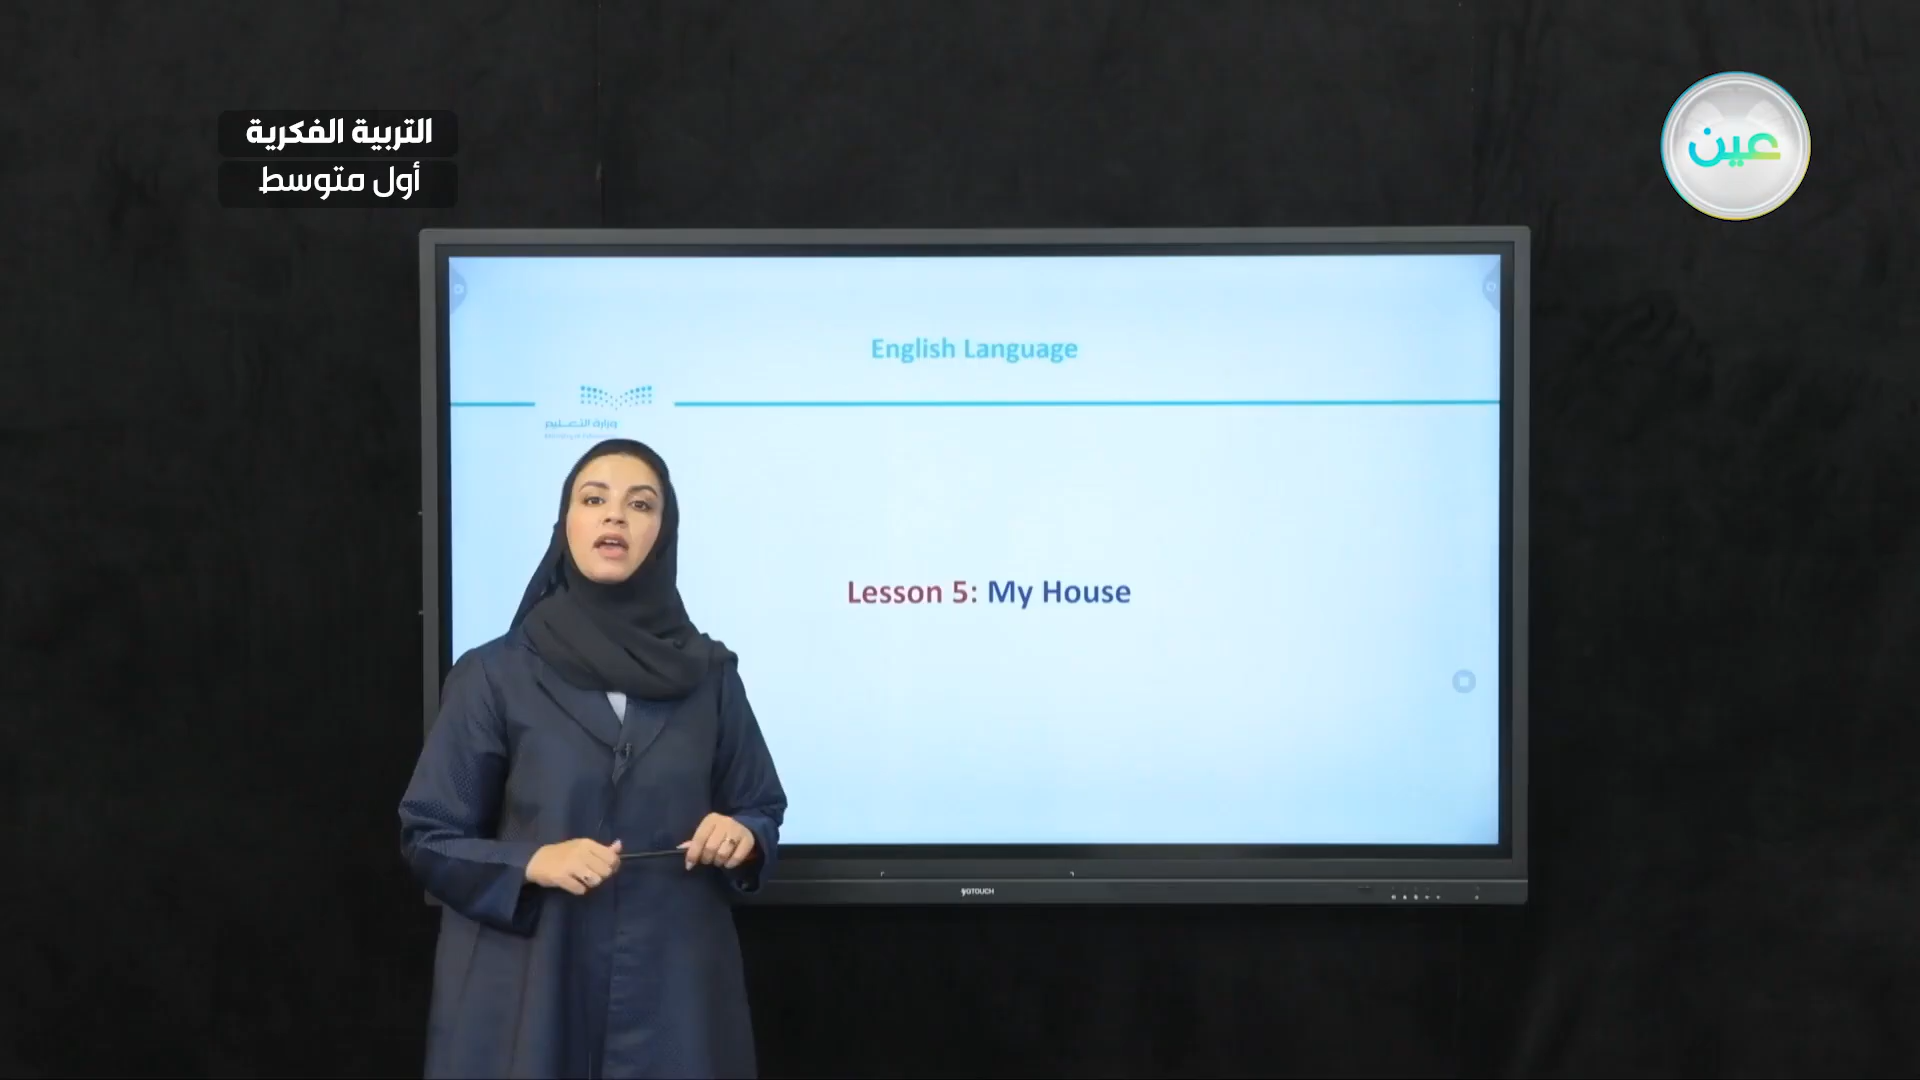 التربية الفكرية
أول متوسط
عين
English Language
وزارة التعليم
Lesson 5: My House